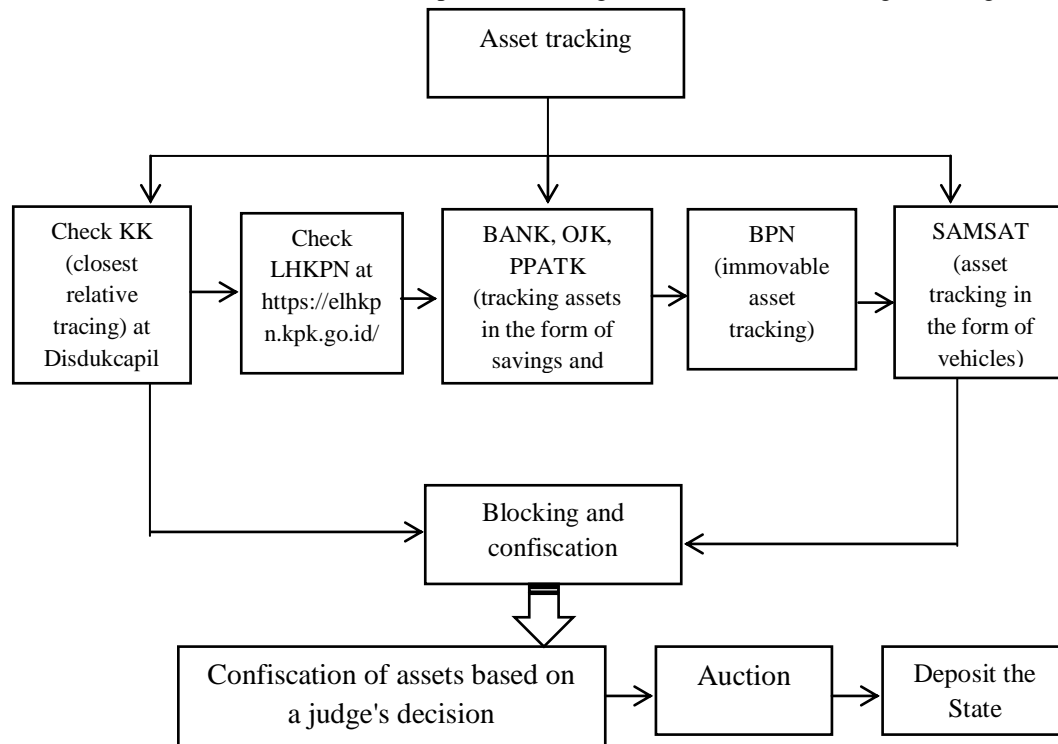 Asset tracking
Check KK
(closest
relative
tracing) at
Disdukcapil
Check
LHKPN at
https://elhkp
n.kpk.go.id/
BANK, OJK,
PPATK
(tracking assets
in the form of
savings and
BPN
(immovable
asset
tracking)
SAMSAT
(asset
tracking in
the form of
vehicles)
Blocking and
confiscation
Confiscation of assets based on
a judge's decision
Auction
Deposit the
State